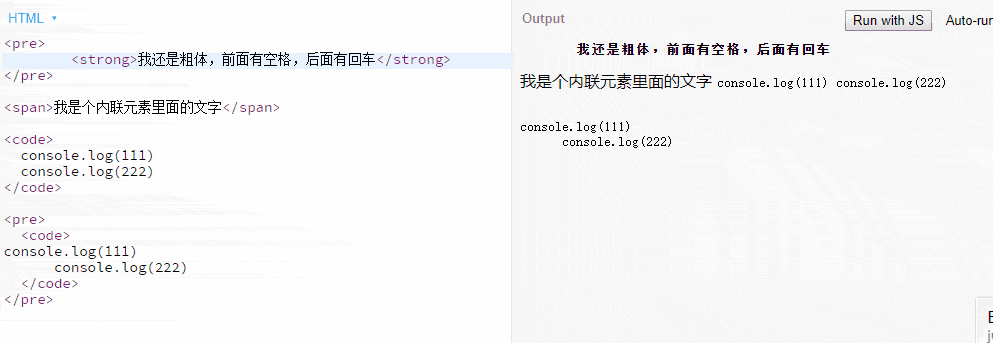 HTML
<pre>
<strong>我还是粗体，前面有空格，后面有回车</strong>
</pre>
<span>我是个内联元素里面的文字</span>
<code>
console.log(111)
console.log(222)
</code>
<pre>
<code>
console.log(111)
console.log(222)
</code>
</pre>
Output
Run with JS
Auto-run
我还是粗体，前面有空格，后面有回车
我是个内联元素里面的文字 console.log(111) console.log(222)
console.log(111)
console.log(222)